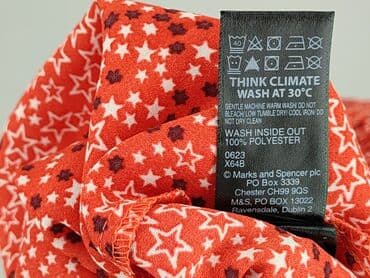 40
THINK CLIMATE
WASH AT 30°C
GENTLE MACHINE WARM WASH DO NOT
BLEACH/ LOW TUMBLE DRY/ COOL IRON/ DO
NOT DRY CLEAN
WASH INSIDE OUT
100% POLYESTER
0623
X64B
© Marks and Spencer plc
PO Box 3339
Chester CH99 9QS
M&S, PO BOX 13022
Ravensdale, Dublin 2